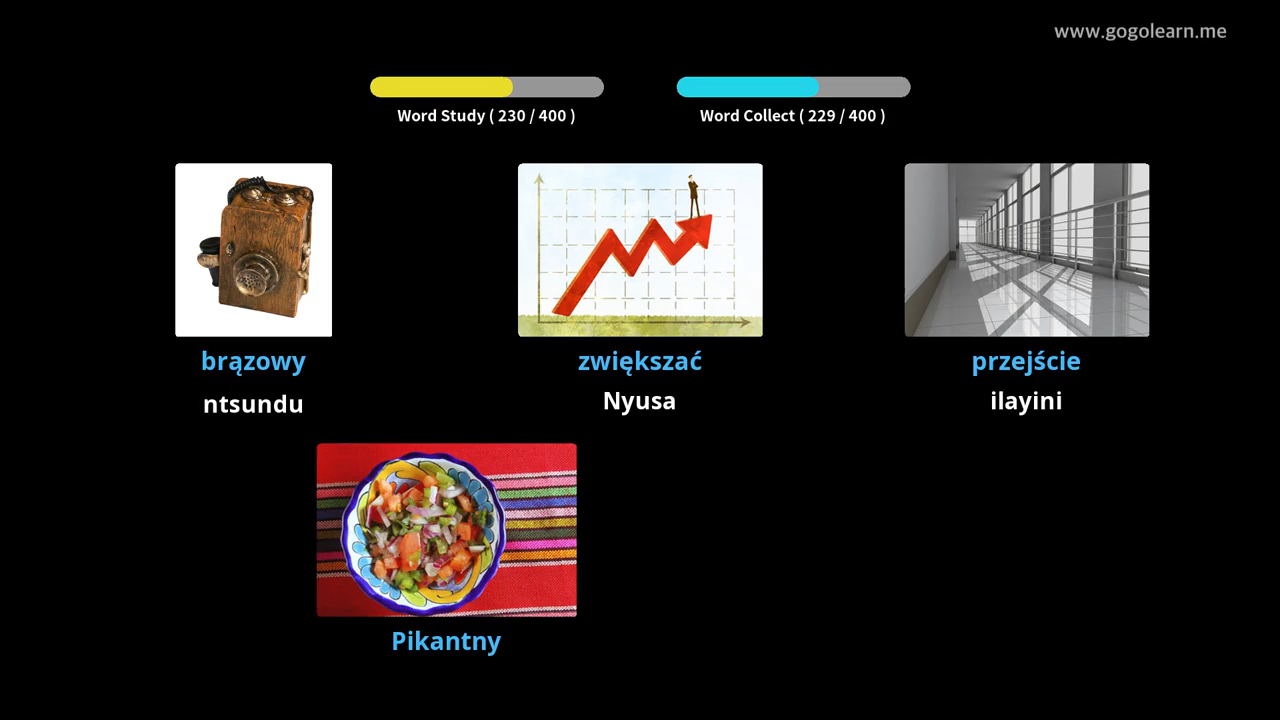 www.gogolearn.me
Word Study ( 230 / 400 )
Word Collect ( 229 / 400 )
brązowy
zwiększać
przejście
ntsundu
Nyusa
ilayini
Pikantny